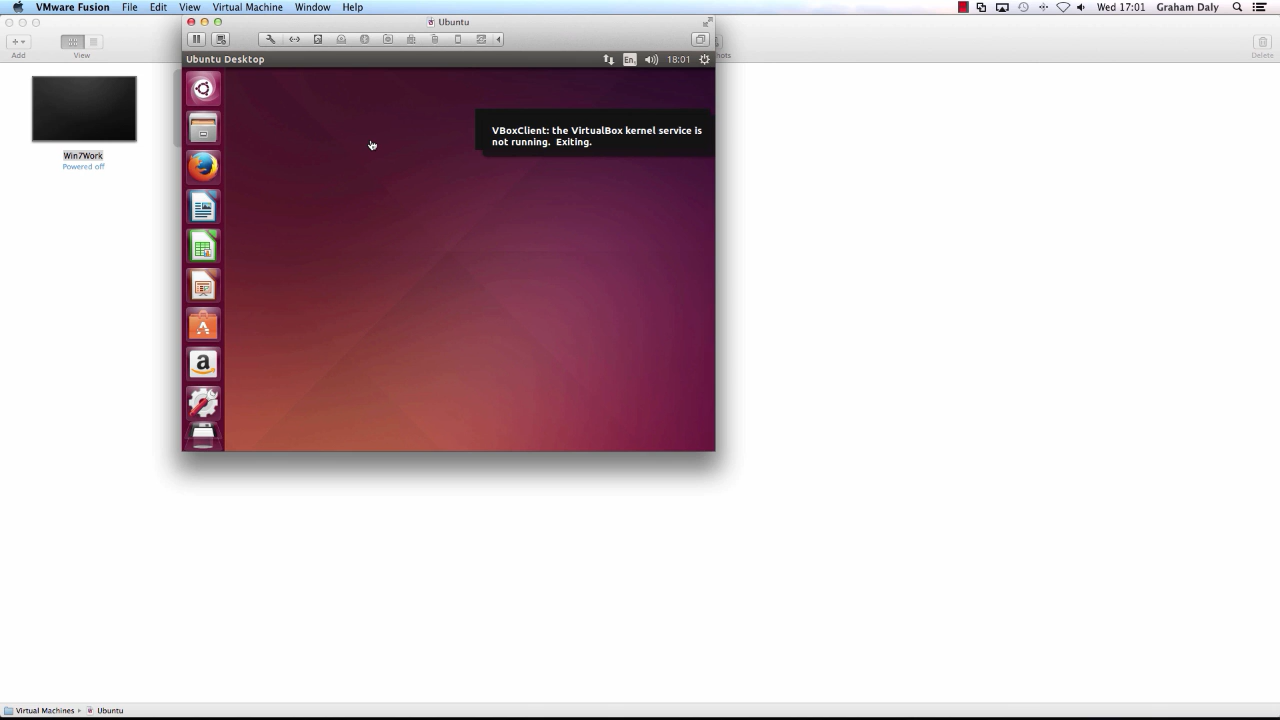 VMware Fusion File Edit View Virtual Machine Window Help Wed 17:01 Graham Daly
Ubuntu
Add View Delete
Ubuntu Desktop En 18:01
VBoxClient: the VirtualBox kernel service is
not running. Exiting.
Win7Work
Powered off
a
Virtual Machines Ubuntu